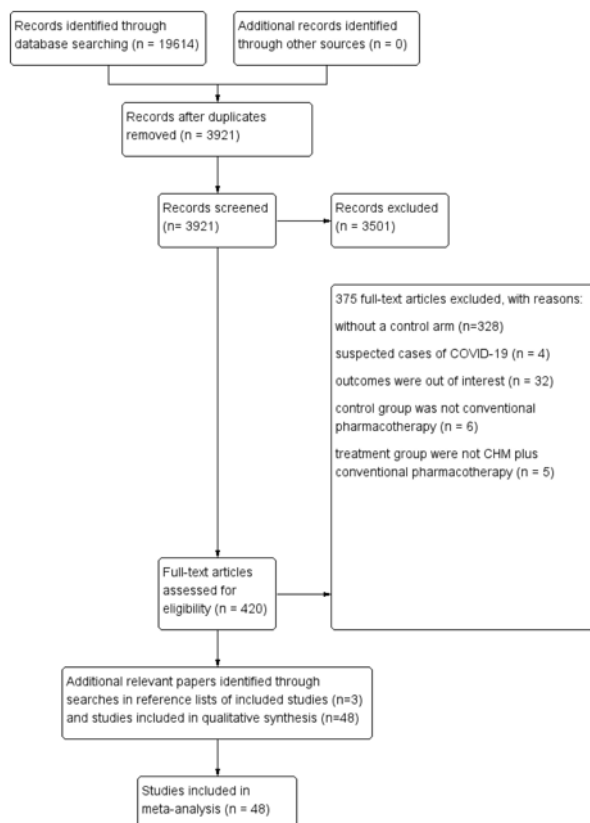 Records identified through
database searching (n = 19614)
Additional records identified
through other sources (n = 0)
Records after duplicates
removed (n = 3921)
Records screened
(n= 3921)
Records excluded
(n = 3501)
375 full-text articles excluded, with reasons:
without a control arm (n=328)
suspected cases of COVID-19 (n = 4)
outcomes were out of interest (n = 32)
control group was not conventional
pharmacotherapy (n = 6)
treatment group were not CHM plus
conventional pharmacotherapy (n = 5)
Full-text articles
assessed for
eligibility (n = 420)
Additional relevant papers identified through
searches in reference lists of included studies (n=3)
and studies included in qualitative synthesis (n=48)
Studies included in
meta-analysis (n = 48)